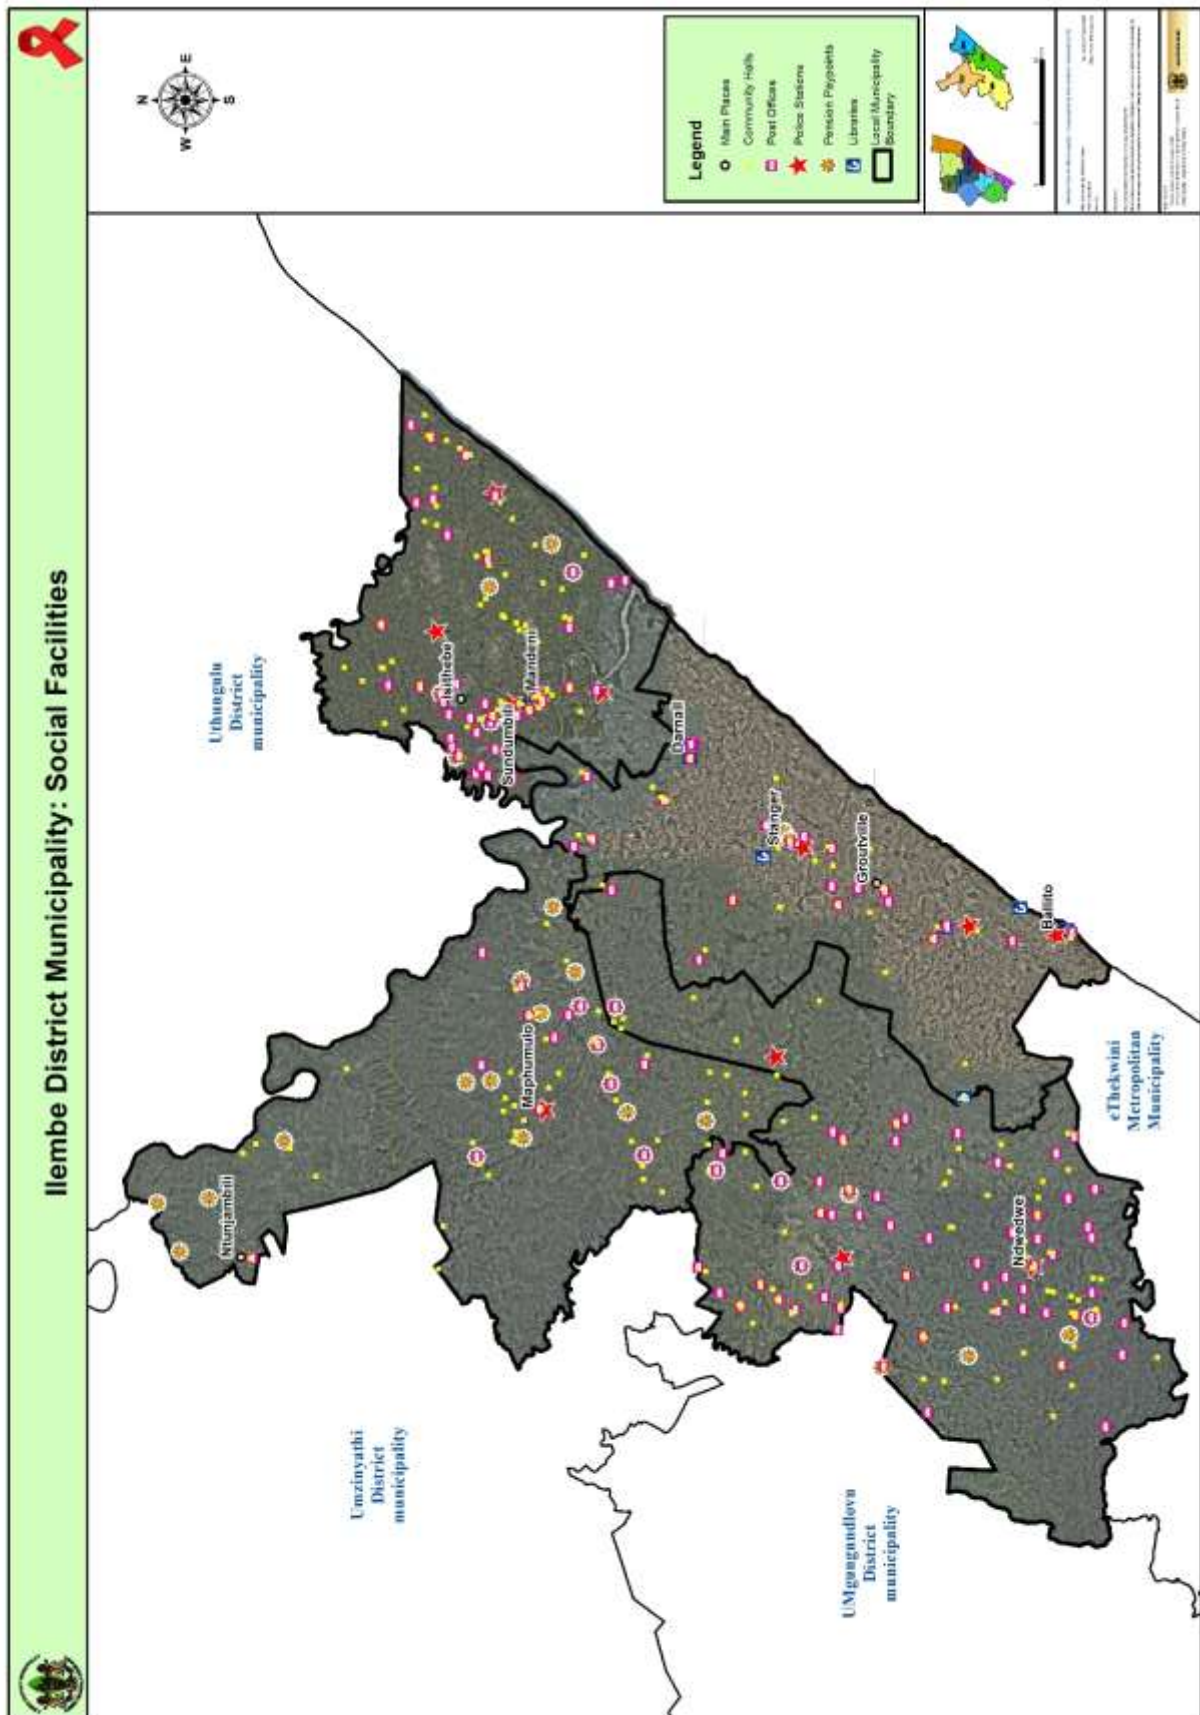 Ilembe District Municipality: Social Facilities
Uthungulu
District
municipality
Umzinyathi
District
municipality
UMgungundlovu
District
municipality
eThekwini
Metropolitan
Municipality
Ntunjambili
Maphumulo
Isithebe
Mandeni
Sundumbili
Darnall
Stanger
Groutville
Ballito
Ndwedwe
N
E
S
W
Legend
Main Places
Community Halls
Post Offices
Police Stations
Pension Paypoints
Libraries
Local Municipality
Boundary